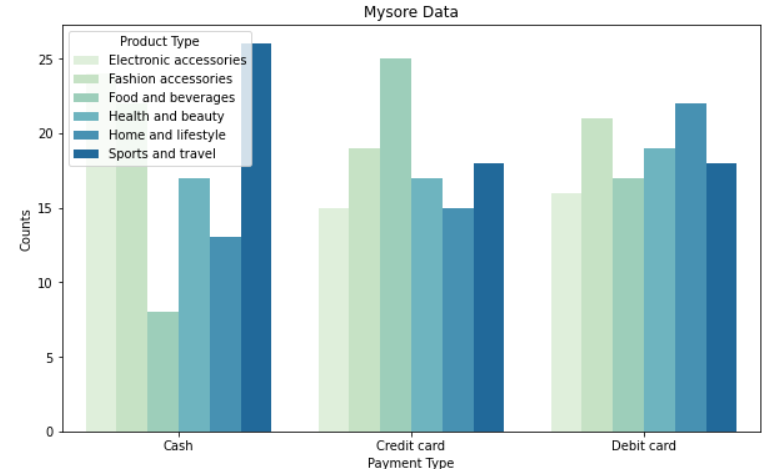 Mysore Data
Product Type
Electronic accessories
Fashion accessories
Food and beverages
Health and beauty
Home and lifestyle
Sports and travel
25
20
15
10
5
0
Counts
Cash
Credit card
Debit card
Payment Type